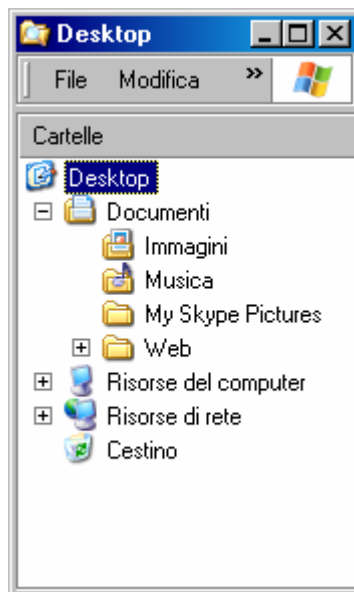 Desktop
File Modifica »
Cartelle
Desktop
Documenti
Immagini
Musica
My Skype Pictures
Web
Risorse del computer
Risorse di rete
Cestino